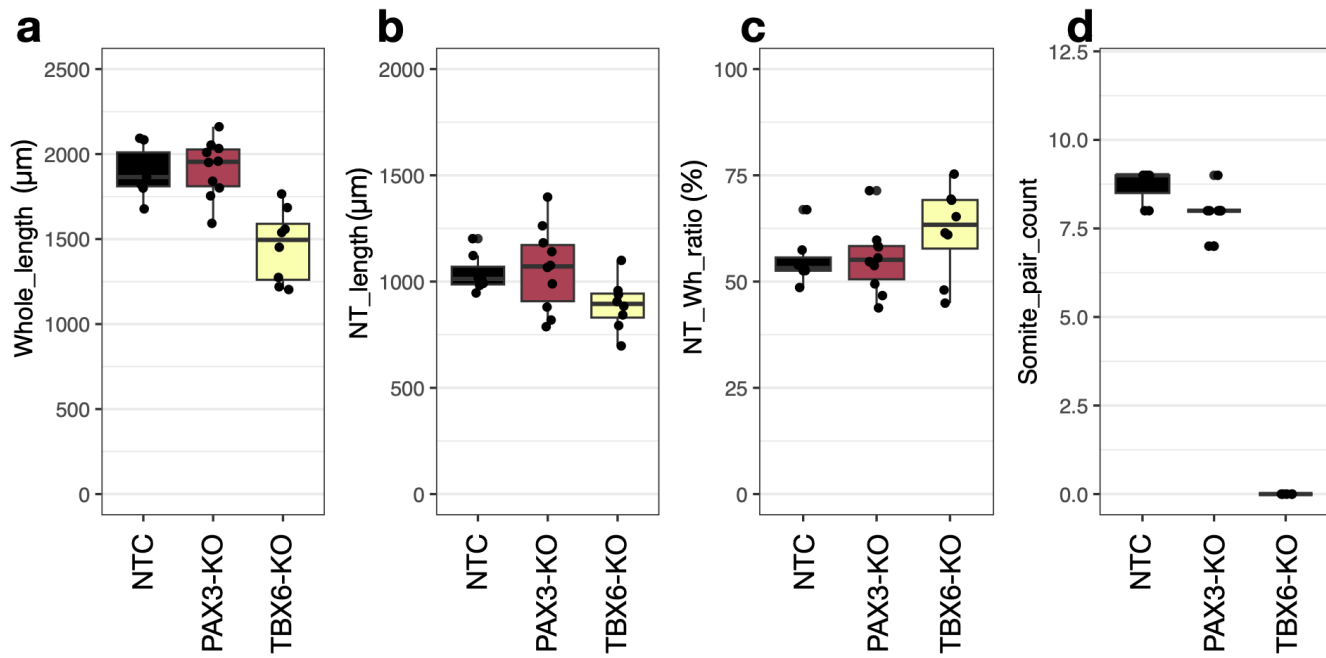 a
Whole_length (µm)
2500
2000
1500
1000
500
0
NTC
PAX3-KO
TBX6-KO
b
NT_length (µm)
2000
1500
1000
500
0
NTC
PAX3-KO
TBX6-KO
c
NT_Wh_ratio (%)
100
75
50
25
0
NTC
PAX3-KO
TBX6-KO
d
Somite_pair_count
12.5
10.0
7.5
5.0
2.5
0.0
NTC
PAX3-KO
TBX6-KO